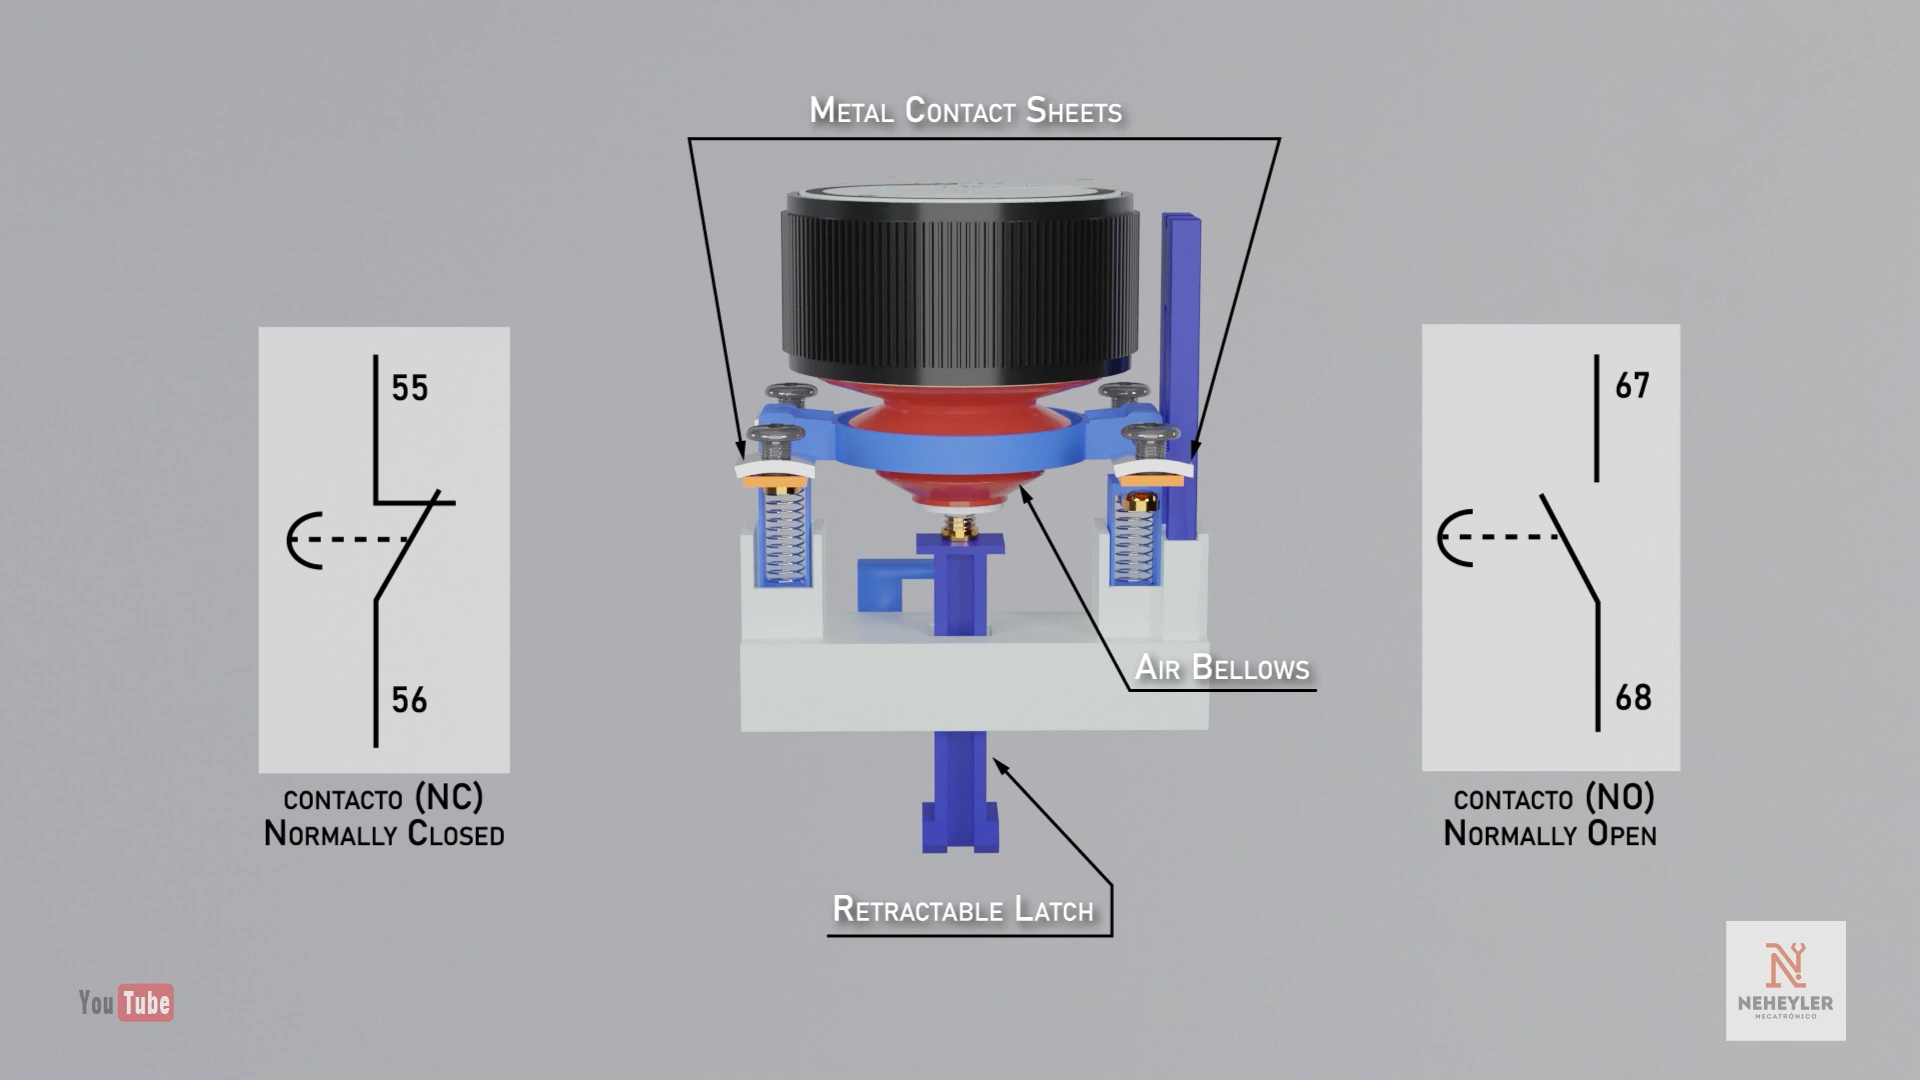 Metal Contact Sheets
55
56
contacto (NC)
Normally Closed
67
68
contacto (NO)
Normally Open
Air Bellows
Retractable Latch
YouTube
N
NEHEYLER
MECATRÓNICO